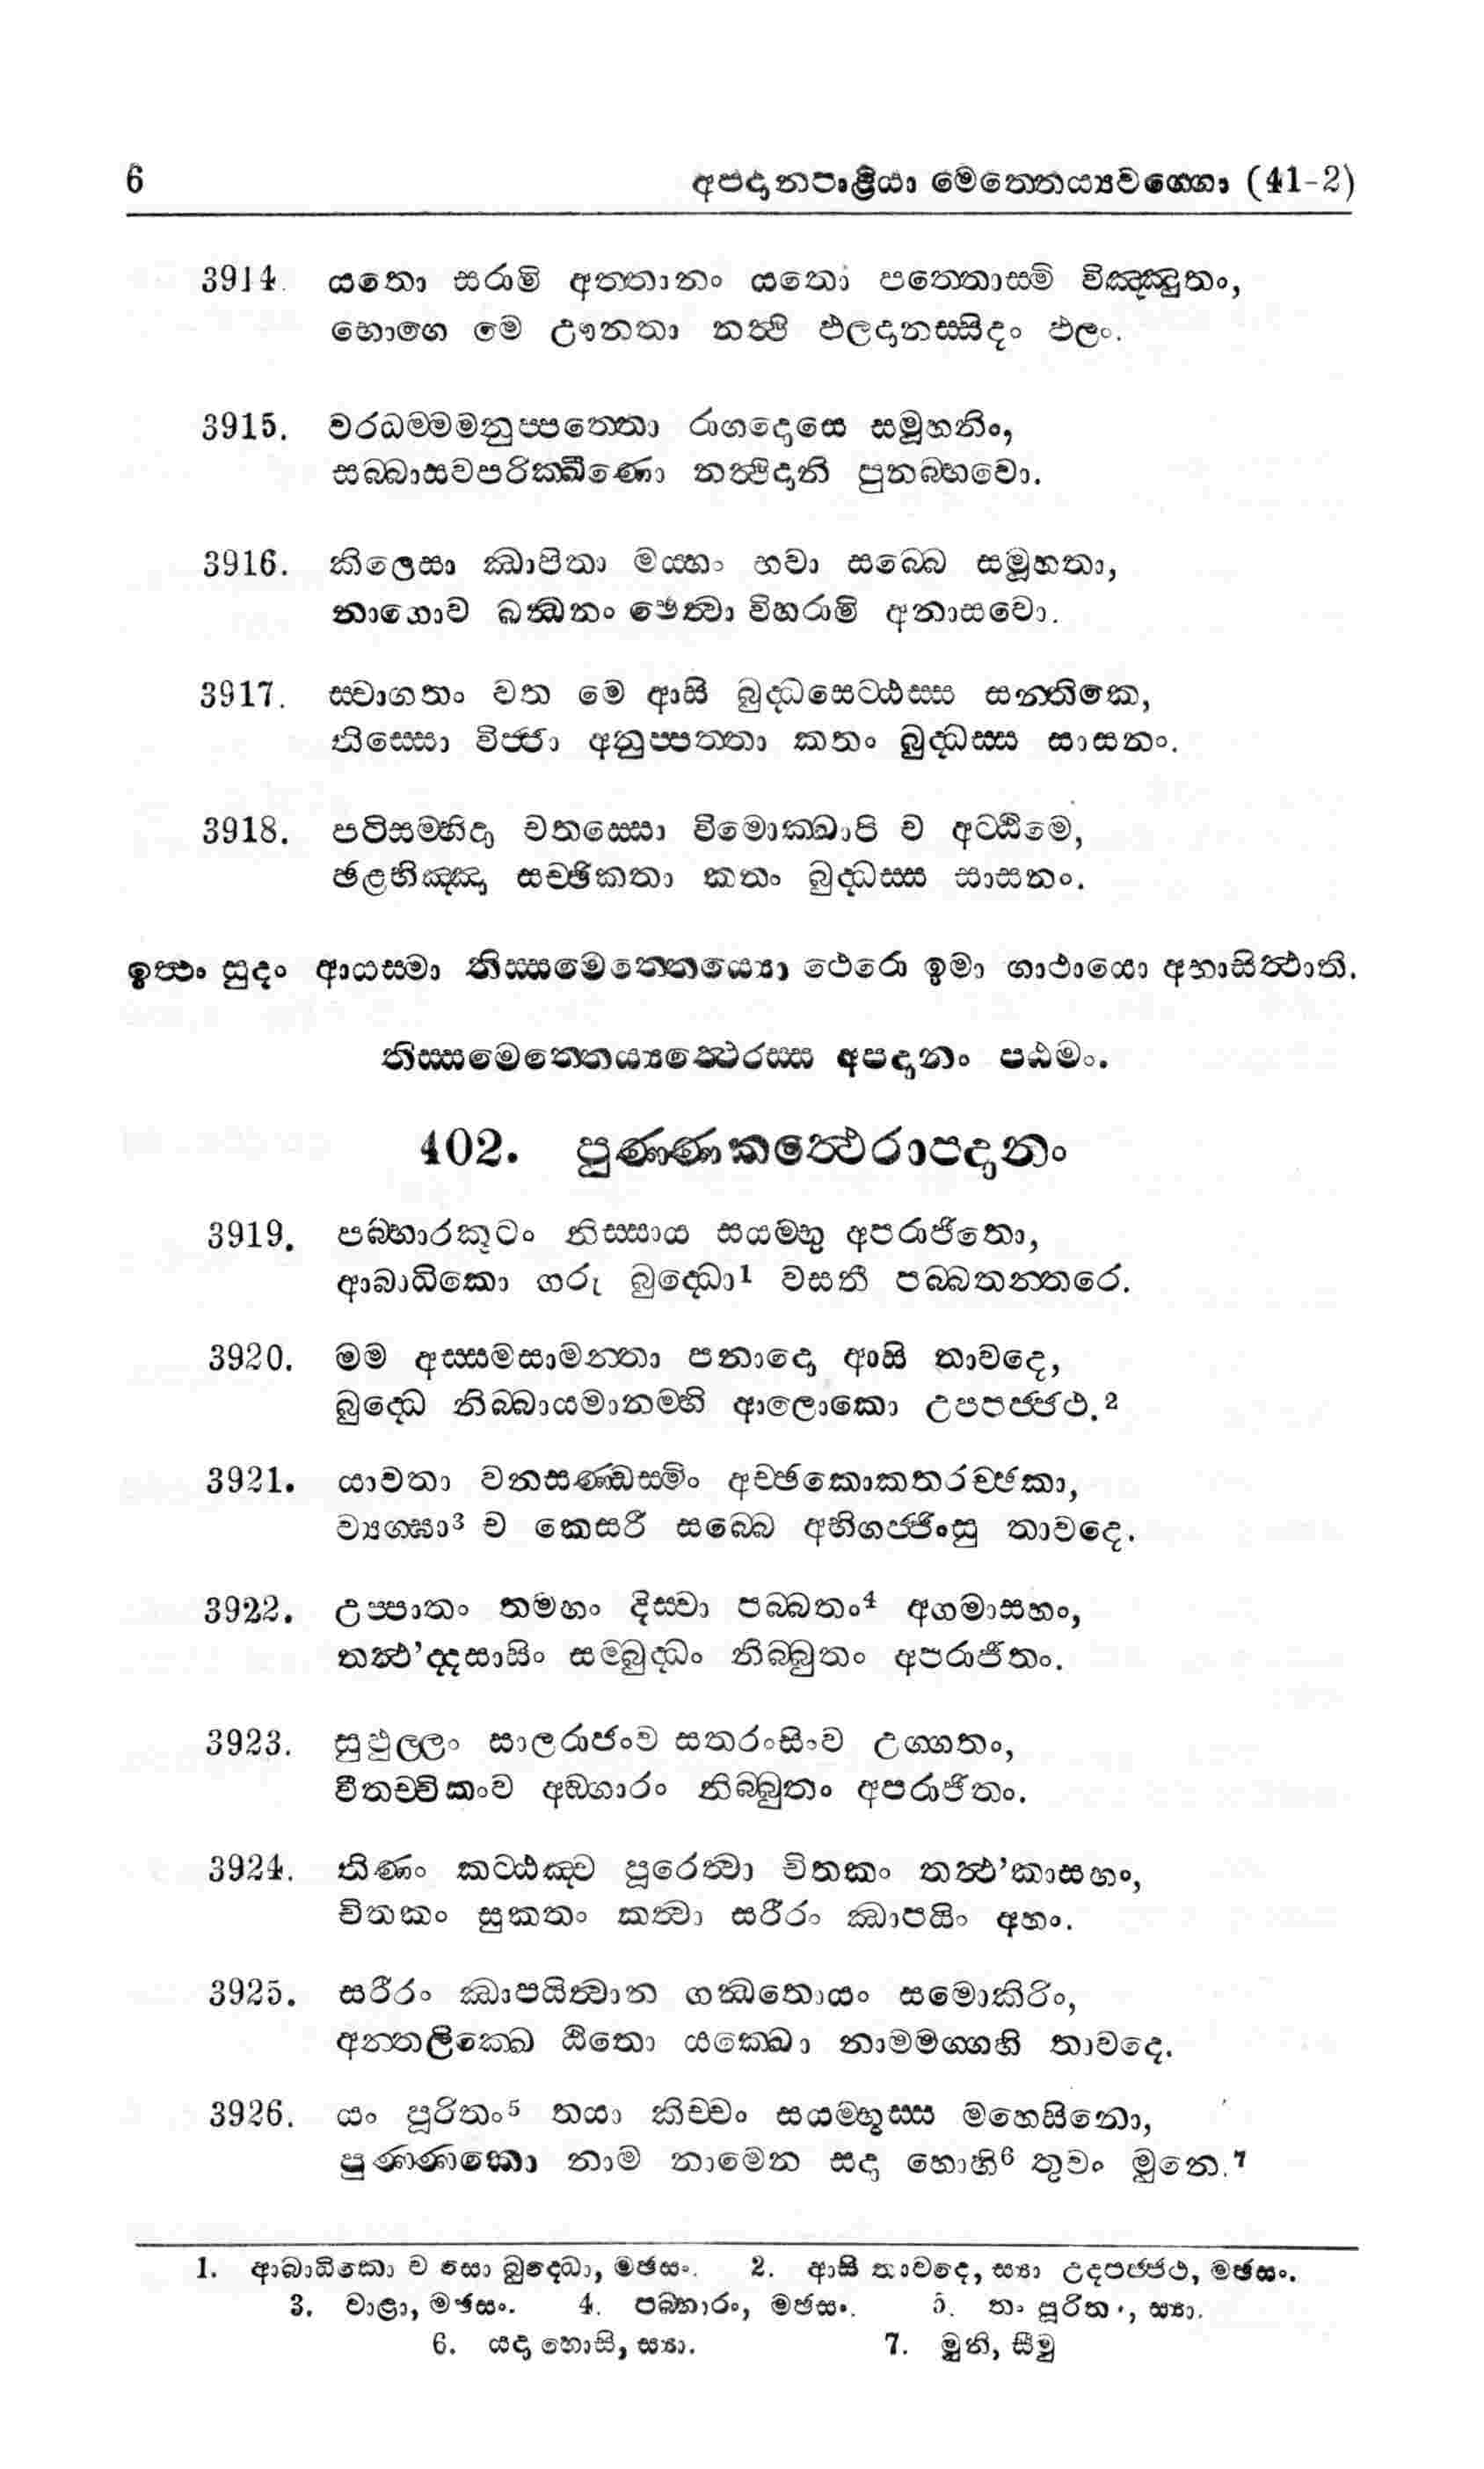 6 අපදානපාළියා මෙත්තෙය්‍යවග්ගො (41-2)
3914. යතො සරාමි අත්තානං යතො පත්තොස්මි විඤ්ඤුතං,
භොගෙ මෙ ඌනතා නත්ථි ඵලදානස්සිදං ඵලං.
3915. වරධම්මමනුප්පත්තො රාගදොසෙ සමූහනිං,
සබ්බාසවපරික්ඛීණො නත්ථිදානි පුනබ්භවො.
3916. කිලෙසා ඣාපිතා මය්හං භවා සබ්බෙ සමූහතා,
නාගොව බන්ධනං ඡෙත්වා විහරාමි අනාසවො.
3917. ස්වාගතං වත මෙ ආසි බුද්ධසෙට්ඨස්ස සන්තිකෙ,
තිස්සො විජ්ජා අනුප්පත්තා කතං බුද්ධස්ස සාසනං.
3918. පටිසම්භිදා චතස්සො විමොක්ඛාපි ච අට්ඨිමෙ,
ඡළභිඤ්ඤා සච්ඡිකතා කතං බුද්ධස්ස සාසනං.
ඉත්ථං සුදං ආයස්මා තිස්සමෙත්තෙය්‍යො ථෙරො ඉමා ගාථායො අභාසිත්ථාති.
තිස්සමෙත්තෙය්‍යත්ථෙරස්ස අපදානං පඨමං.
402. පුණ්ණකත්ථෙරාපදානං
3919. පබ්භාරකූටං නිස්සාය සයම්භු අපරාජිතො,
ආබාධිකො ගරු බුද්ධො1 වසතී පබ්බතන්තරෙ.
3920. මම අස්සමසාමන්තා පනාදො ආසි තාවදෙ,
බුද්ධෙ නිබ්බායමානම්හි ආලොකො උපපජ්ජථ.2
3921. යාවතා වනසණ්ඩස්මිං අච්ඡකොකතරච්ඡකා,
ව්‍යග්ඝා3 ච කෙසරී සබ්බෙ අභිගජ්ජිංසු තාවදෙ.
3922. උප්පාතං තමහං දිස්වා පබ්බතං4 අගමාසහං,
තත්ථ'ද්දසාසිං සම්බුද්ධං නිබ්බුතං අපරාජිතං.
3923. සුඵුල්ලං සාලරාජංව සතරංසිංව උග්ගතං,
වීතච්චිකංව අඞ්ගාරං නිබ්බුතං අපරාජිතං.
3924. තිණං කට්ඨඤ්ච පූරෙත්වා චිතකං තත්ථ'කාසහං,
චිතකං සුකතං කත්වා සරීරං ඣාපයිං අහං.
3925. සරීරං ඣාපයිත්වාන ගන්ධතොයං සමොකිරිං,
අන්තලික්ඛෙ ඨිතො යක්ඛො නාමමග්ගහි තාවදෙ.
3926. යං පූරිතං5 තයා කිච්චං සයම්භූස්ස මහෙසිනො,
පුණ්ණකො නාම නාමෙන සදා හොහි6 තුවං මුනෙ.7
1. ආබාධිකො ච සො බුද්ධො, මඡසං. 2. ආසි තාවදෙ, ස්‍යා උදපජ්ජථ, මඡසං.
3. වාළා, මඡසං. 4. පබ්භාරං, මඡසං. 5. තං පූරිතං, ස්‍යා.
6. යදා හොසි, ස්‍යා. 7. මුනි, සීමු